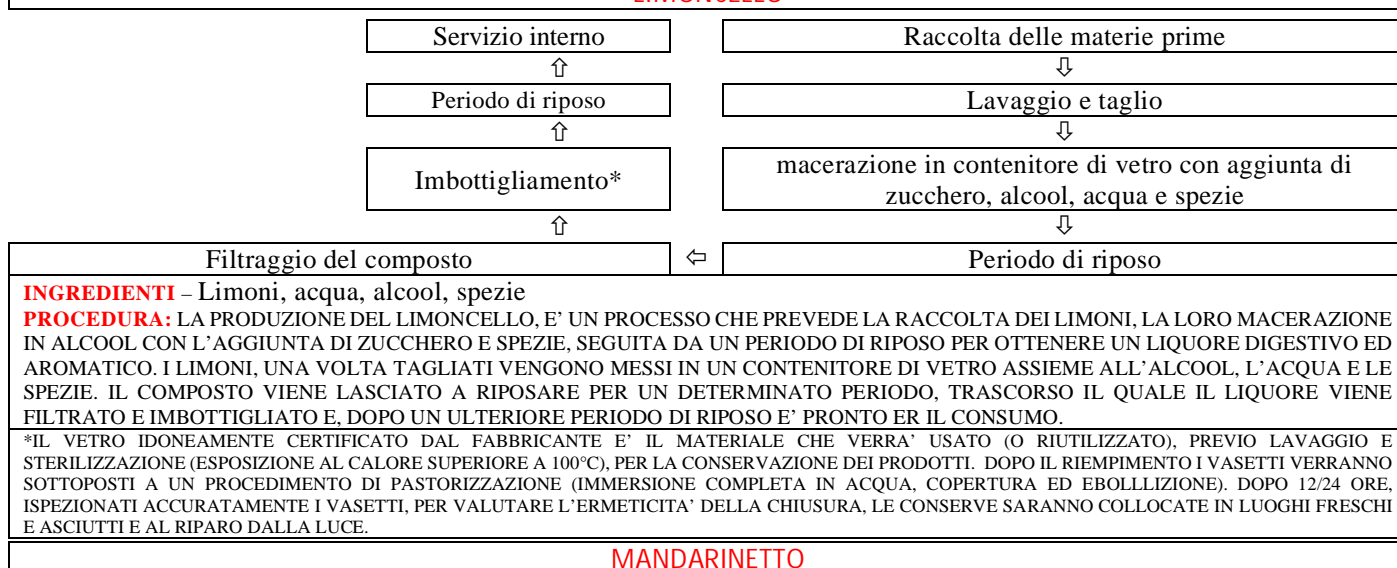 LIMONCELLO
Servizio interno
Raccolta delle materie prime
⇧
⇩
Periodo di riposo
Lavaggio e taglio
⇧
⇩
Imbottigliamento*
macerazione in contenitore di vetro con aggiunta di
zucchero, alcool, acqua e spezie
⇧
⇩
Filtraggio del composto
⇦
Periodo di riposo
INGREDIENTI – Limoni, acqua, alcool, spezie
PROCEDURA: LA PRODUZIONE DEL LIMONCELLO, E’ UN PROCESSO CHE PREVEDE LA RACCOLTA DEI LIMONI, LA LORO MACERAZIONE
IN ALCOOL CON L’AGGIUNTA DI ZUCCHERO E SPEZIE, SEGUITA DA UN PERIODO DI RIPOSO PER OTTENERE UN LIQUORE DIGESTIVO ED
AROMATICO. I LIMONI, UNA VOLTA TAGLIATI VENGONO MESSI IN UN CONTENITORE DI VETRO ASSIEME ALL’ALCOOL, L’ACQUA E LE
SPEZIE. IL COMPOSTO VIENE LASCIATO A RIPOSARE PER UN DETERMINATO PERIODO, TRASCORSO IL QUALE IL LIQUORE VIENE
FILTRATO E IMBOTTIGLIATO E, DOPO UN ULTERIORE PERIODO DI RIPOSO E’ PRONTO ER IL CONSUMO.
*IL VETRO IDONEAMENTE CERTIFICATO DAL FABBRICANTE E’ IL MATERIALE CHE VERRA’ USATO (O RIUTILIZZATO), PREVIO LAVAGGIO E
STERILIZZAZIONE (ESPOSIZIONE AL CALORE SUPERIORE A 100°C), PER LA CONSERVAZIONE DEI PRODOTTI. DOPO IL RIEMPIMENTO I VASETTI VERRANNO
SOTTOPOSTI A UN PROCEDIMENTO DI PASTORIZZAZIONE (IMMERSIONE COMPLETA IN ACQUA, COPERTURA ED EBOLLLIZIONE). DOPO 12/24 ORE,
ISPEZIONATI ACCURATAMENTE I VASETTI, PER VALUTARE L’ERMETICITA’ DELLA CHIUSURA, LE CONSERVE SARANNO COLLOCATE IN LUOGHI FRESCHI
E ASCIUTTI E AL RIPARO DALLA LUCE.
MANDARINETTO